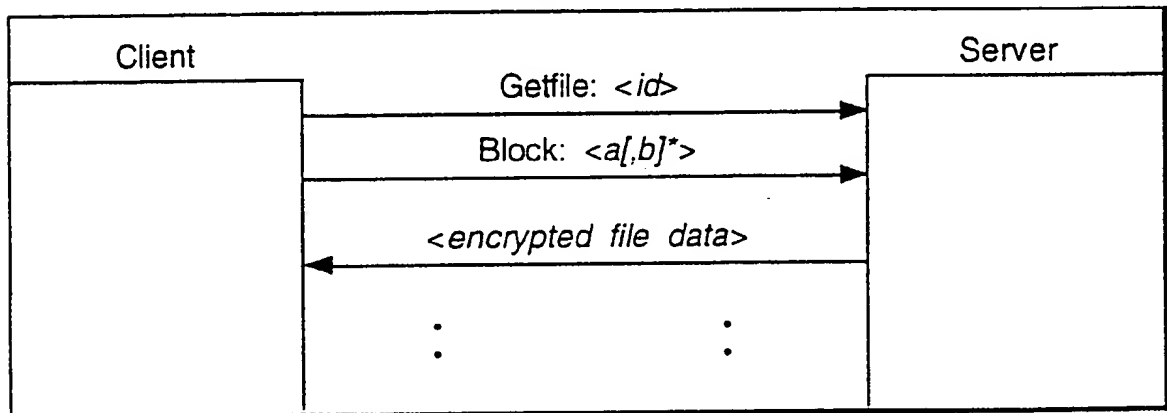 Client
Server
Getfile: <id>
Block: <a[,b]*>
<encrypted file data>